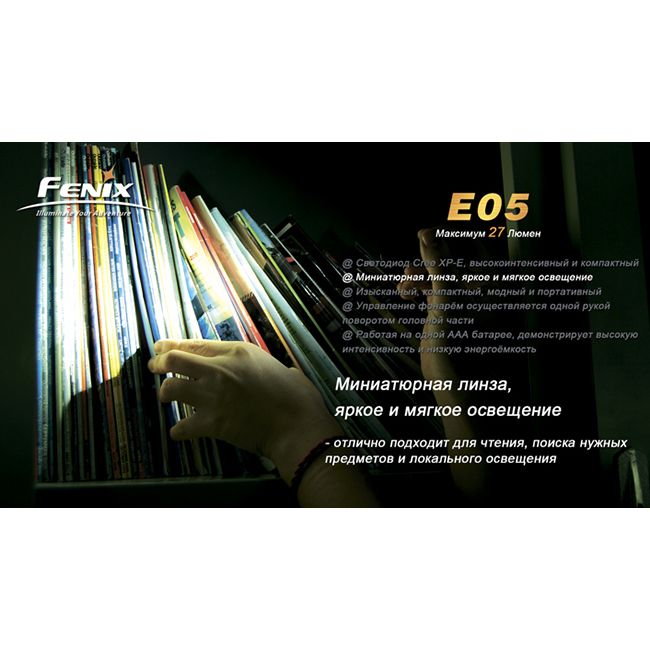 FENIX
Illuminate Your Adventure
E05
Максимум 27 Люмен
@ Светодиод Cree XP-E, высокоинтенсивный и компактный
@ Миниатюрная линза, яркое и мягкое освещение
@ Изысканный, компактный, модный и портативный
@ Управление фонарём осуществляется одной рукой
поворотом головной части
@ Работая на одной ААА батарее, демонстрирует высокую
интенсивность и низкую энергоёмкость
Миниатюрная линза,
яркое и мягкое освещение
- отлично подходит для чтения, поиска нужных
предметов и локального освещения